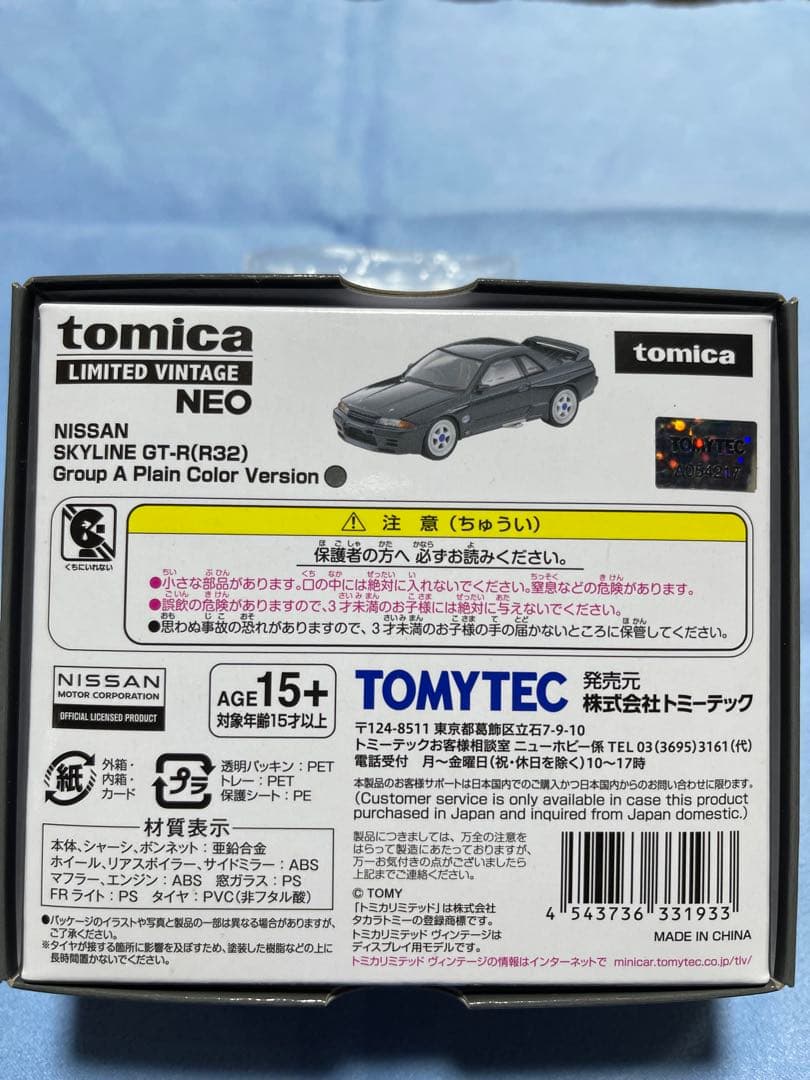 tomica
LIMITED VINTAGE
NEO
tomica
NISSAN
SKYLINE GT-R(R32)
Group A Plain Color Version
TOMYTEC
A054217
くちにいれない
⚠ 注 意 (ちゅうい)
保護者の方へ 必ずお読みください。
●小さな部品があります。口の中には絶対に入れないでください。窒息などの危険があります。
●誤飲の危険がありますので、3才未満のお子様には絶対に与えないでください。
●思わぬ事故の恐れがありますので、3才未満のお子様の手の届かないところに保管してください。
NISSAN
MOTOR CORPORATION
OFFICIAL LICENSED PRODUCT
AGE 15+
対象年齢15才以上
TOMYTEC
発売元
株式会社トミーテック
〒124-8511 東京都葛飾区立石7-9-10
トミーテックお客様相談室 ニューホビー係 TEL 03(3695)3161(代)
電話受付 月〜金曜日(祝・休日を除く)10〜17時
紙
外箱・
内箱・
カード
プラ
透明パッキン:PET
トレー:PET
保護シート:PE
本製品のお客様サポートは日本国内でのご購入かつ日本国内からのお問い合わせに限ります。
(Customer service is only available in case this product
purchased in Japan and inquired from Japan domestic.)
材質表示
本体、シャーシ、ボンネット:亜鉛合金
ホイール、リアスポイラー、サイドミラー:ABS
マフラー、エンジン:ABS 窓ガラス:PS
FRライト:PS タイヤ:PVC(非フタル酸)
●パッケージのイラストや写真と製品の一部は異なる場合がありますが、
ご了承ください。
※タイヤが接する箇所に影響を及ぼすため、塗装した樹脂などの上に
長時間置かないでください。
製品につきましては、万全の注意を
はらって製造にあたっておりますが、
万一お気付きの点がございましたら
上記までご連絡ください。
© TOMY
「トミカリミテッド」は株式会社
タカラトミーの登録商標です。
トミカリミテッド ヴィンテージは
ディスプレイ用モデルです。
トミカリミテッド ヴィンテージの情報はインターネットで minicar.tomytec.co.jp/tlv/
4 543736 331933
MADE IN CHINA